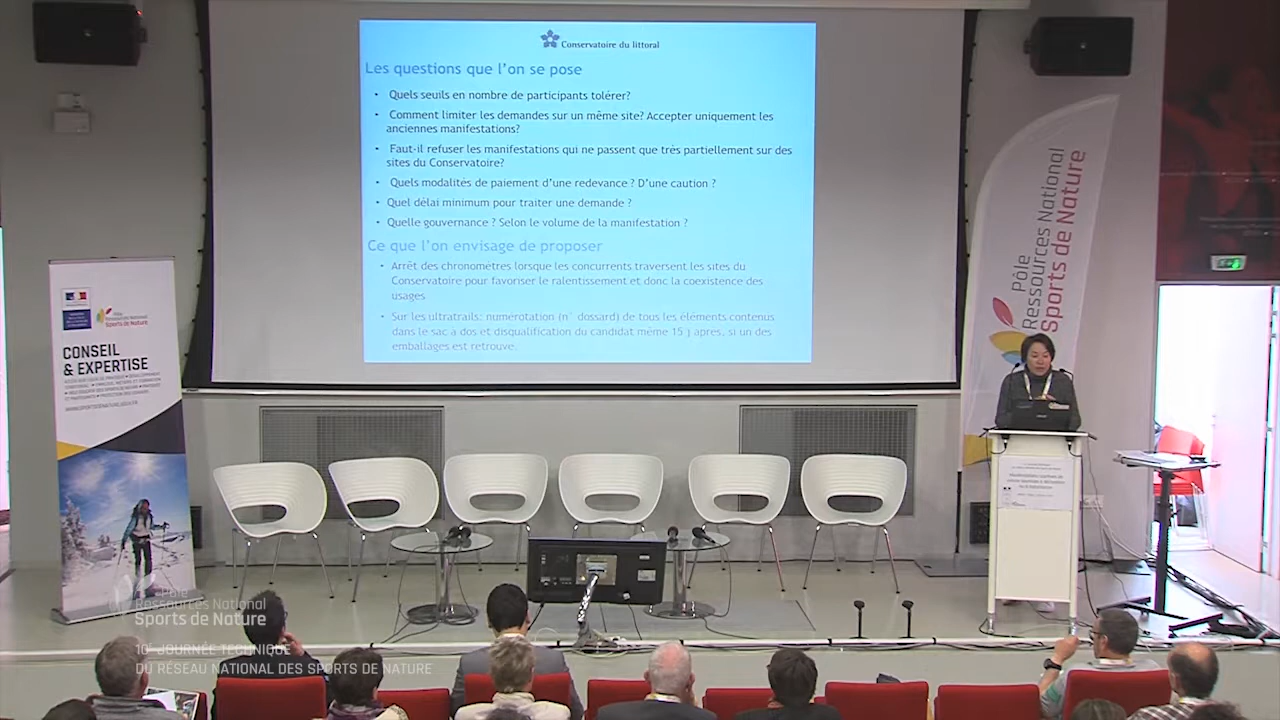 Conservatoire du littoral
Les questions que l'on se pose
• Quels seuils en nombre de participants tolérer?
• Comment limiter les demandes sur un même site? Accepter uniquement les
anciennes manifestations?
• Faut-il refuser les manifestations qui ne passent que très partiellement sur des
sites du Conservatoire?
• Quels modalités de paiement d'une redevance ? D'une caution ?
• Quel délai minimum pour traiter une demande ?
• Quelle gouvernance ? Selon le volume de la manifestation ?
Ce que l'on envisage de proposer
• Arrêt des chronomètres lorsque les concurrents traversent les sites du
Conservatoire pour favoriser le ralentissement et donc la coexistence des
usages
• Sur les ultratrails: numérotation (n° dossard) de tous les éléments contenus
dans le sac à dos et disqualification du candidat même 15 j après, si un des
emballages est retrouvé.
Pôle
Ressources National
Sports de Nature
Pôle
Ressources National
Sports de Nature
CONSEIL
& EXPERTISE
Pôle
Ressources National
Sports de Nature
10e JOURNÉE TECHNIQUE
DU RÉSEAU NATIONAL DES SPORTS DE NATURE